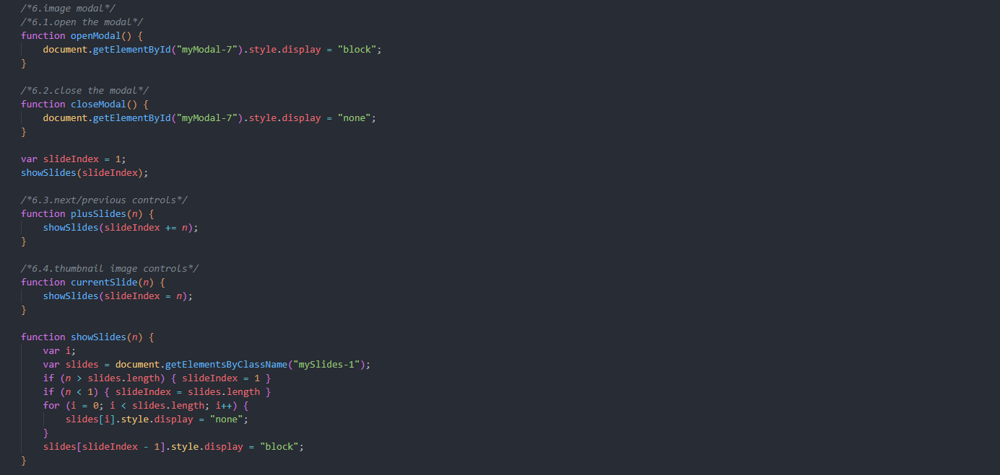 /*6.image modal*/
/*6.1.open the modal*/
function openModal() {
    document.getElementById("myModal-7").style.display = "block";
}

/*6.2.close the modal*/
function closeModal() {
    document.getElementById("myModal-7").style.display = "none";
}

var slideIndex = 1;
showSlides(slideIndex);

/*6.3.next/previous controls*/
function plusSlides(n) {
    showSlides(slideIndex += n);
}

/*6.4.thumbnail image controls*/
function currentSlide(n) {
    showSlides(slideIndex = n);
}

function showSlides(n) {
    var i;
    var slides = document.getElementsByClassName("mySlides-1");
    if (n > slides.length) { slideIndex = 1 }
    if (n < 1) { slideIndex = slides.length }
    for (i = 0; i < slides.length; i++) {
        slides[i].style.display = "none";
    }
    slides[slideIndex - 1].style.display = "block";
}